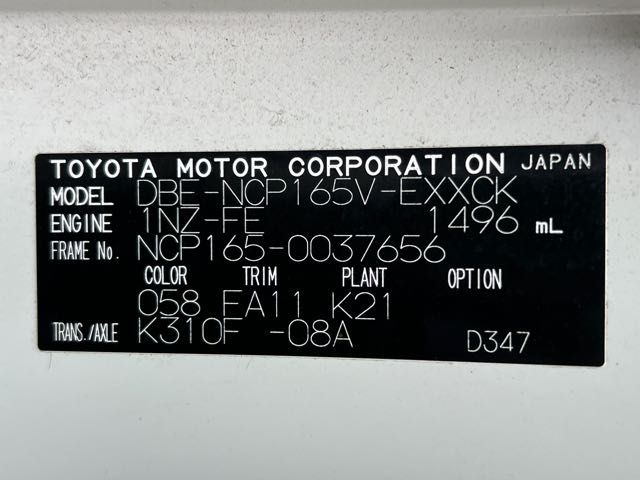 TOYOTA MOTOR CORPORATION JAPAN
MODEL DBE-NCP165V-EXXCK
ENGINE 1NZ-FE 1496 mL
FRAME No. NCP165-0037656
COLOR TRIM PLANT OPTION
058 FA11 K21
TRANS./AXLE K310F -08A D347